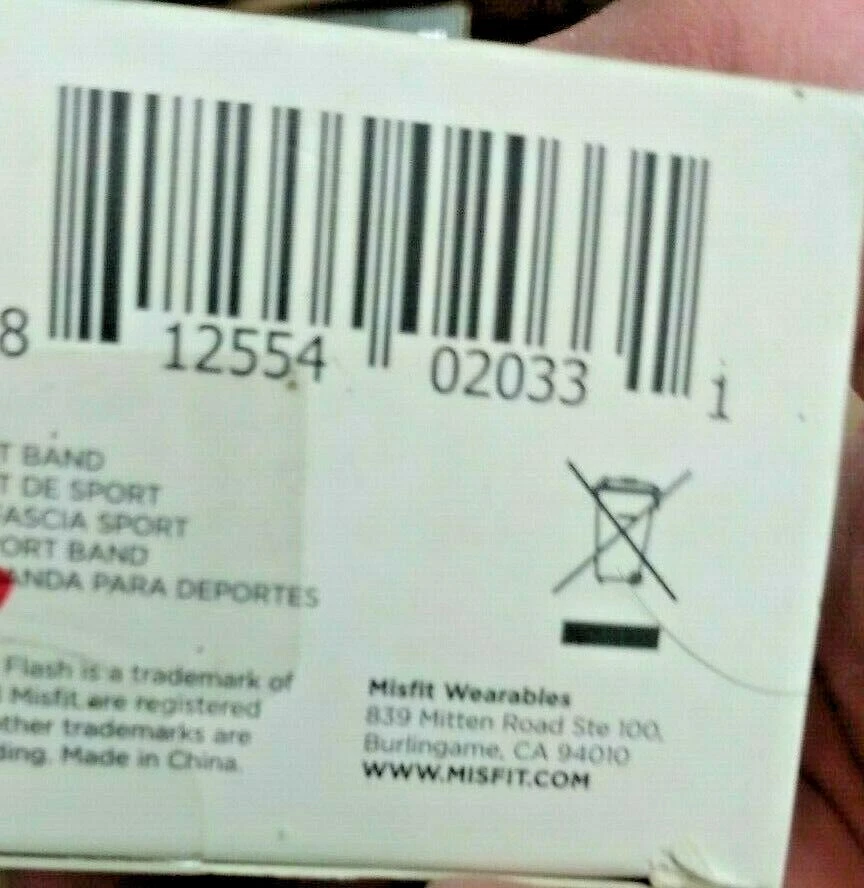 8 12554 02033 1
T BAND
T DE SPORT
FASCIA SPORT
ORT BAND
ANDA PARA DEPORTES
Flash is a trademark of
Misfit are registered
other trademarks are
ding. Made in China.
Misfit Wearables
839 Mitten Road Ste 100,
Burlingame, CA 94010
WWW.MISFIT.COM